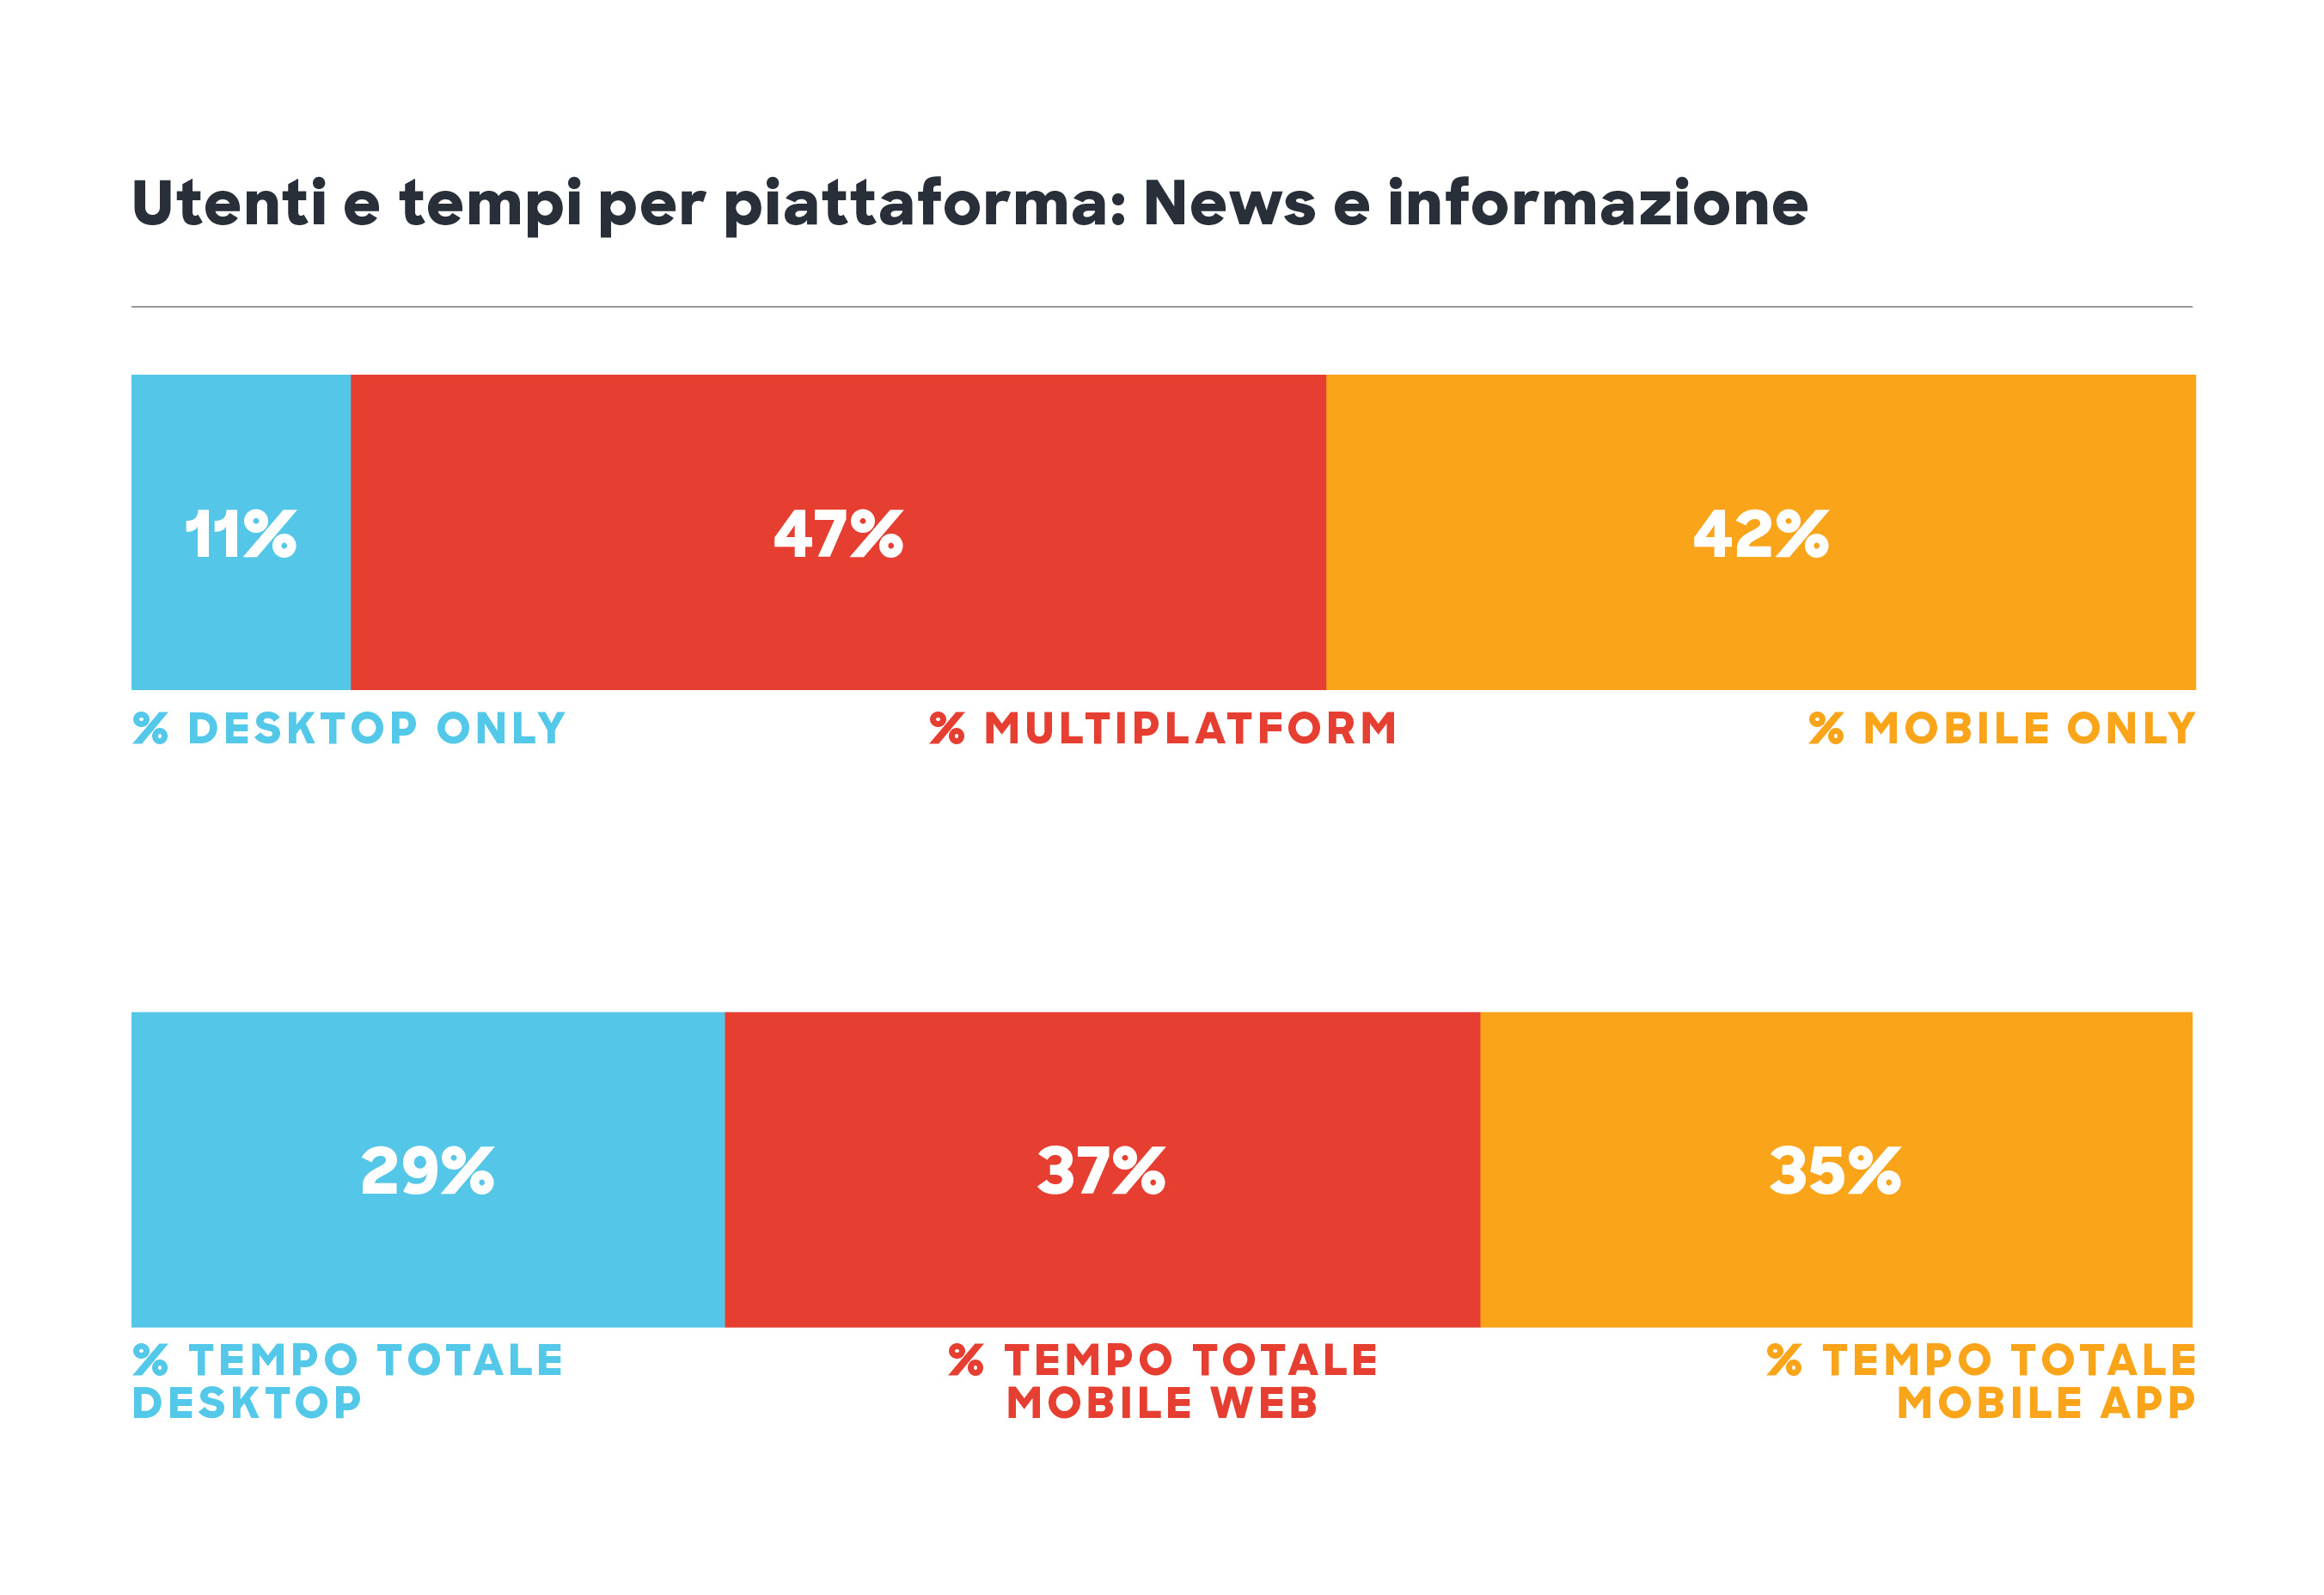 Utenti e tempi per piattaforma: News e informazione
11%
47%
42%
% DESKTOP ONLY
% MULTIPLATFORM
% MOBILE ONLY
29%
37%
35%
% TEMPO TOTALE
DESKTOP
% TEMPO TOTALE
MOBILE WEB
% TEMPO TOTALE
MOBILE APP